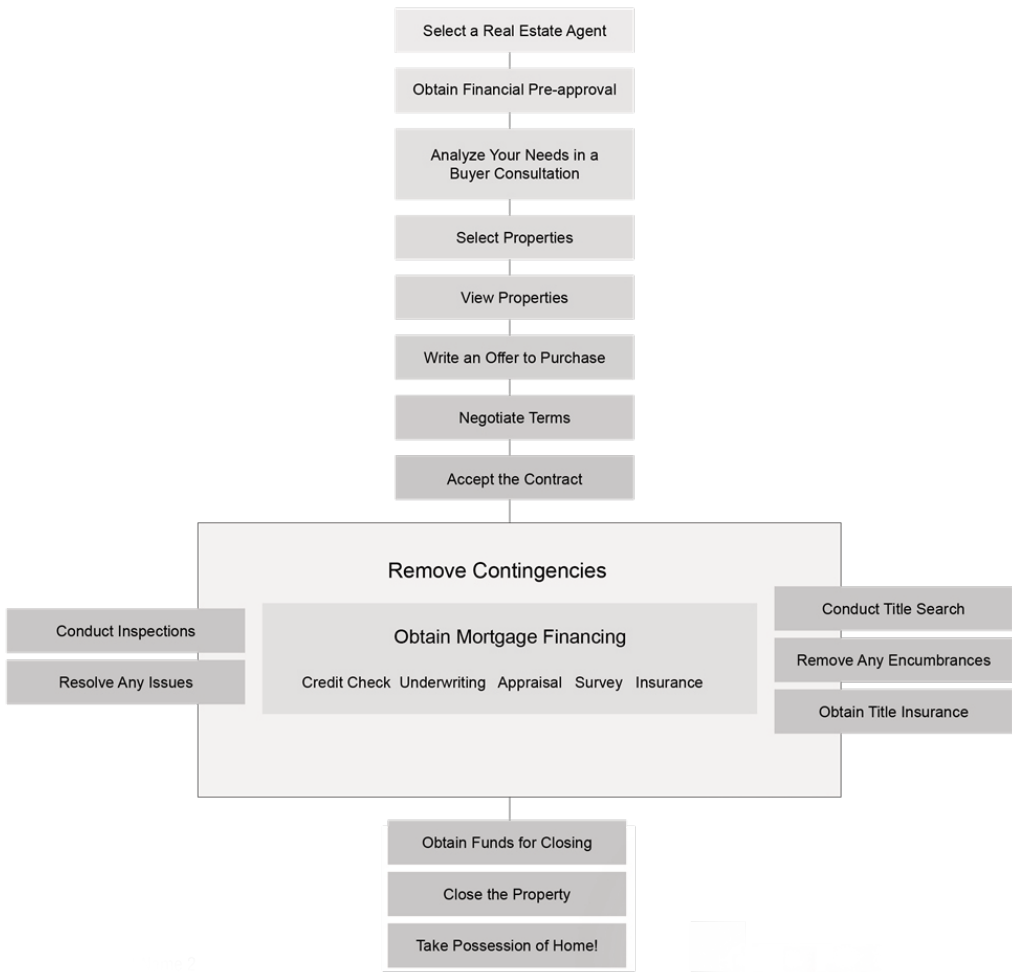 Select a Real Estate Agent
Obtain Financial Pre-approval
Analyze Your Needs in a
Buyer Consultation
Select Properties
View Properties
Write an Offer to Purchase
Negotiate Terms
Accept the Contract
Remove Contingencies
Conduct Inspections
Resolve Any Issues
Obtain Mortgage Financing
Credit Check Underwriting Appraisal Survey Insurance
Conduct Title Search
Remove Any Encumbrances
Obtain Title Insurance
Obtain Funds for Closing
Close the Property
Take Possession of Home!